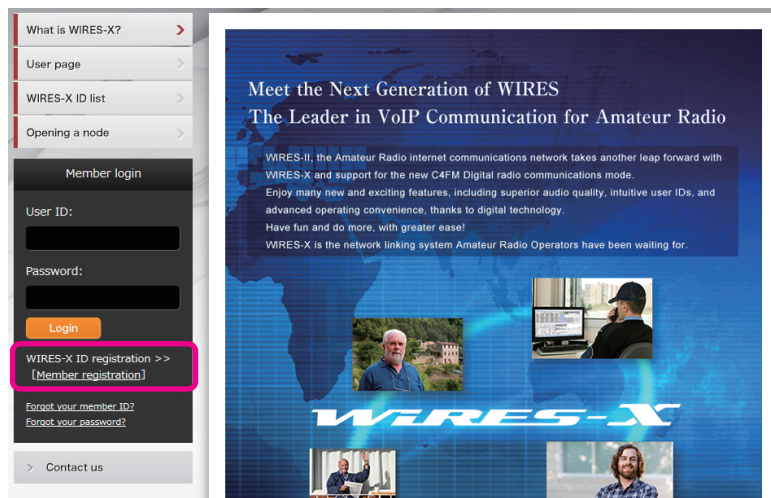 What is WIRES-X?
User page
WIRES-X ID list
Opening a node
Member login
User ID:
Password:
Login
WIRES-X ID registration >>
[Member registration]
Forgot your member ID?
Forgot your password?
Contact us
Meet the Next Generation of WIRES
The Leader in VoIP Communication for Amateur Radio
WIRES-II, the Amateur Radio internet communications network takes another leap forward with
WIRES-X and support for the new C4FM Digital radio communications mode.
Enjoy many new and exciting features, including superior audio quality, intuitive user IDs, and
advanced operating convenience, thanks to digital technology.
Have fun and do more, with greater ease!
WIRES-X is the network linking system Amateur Radio Operators have been waiting for.
WiRES-X